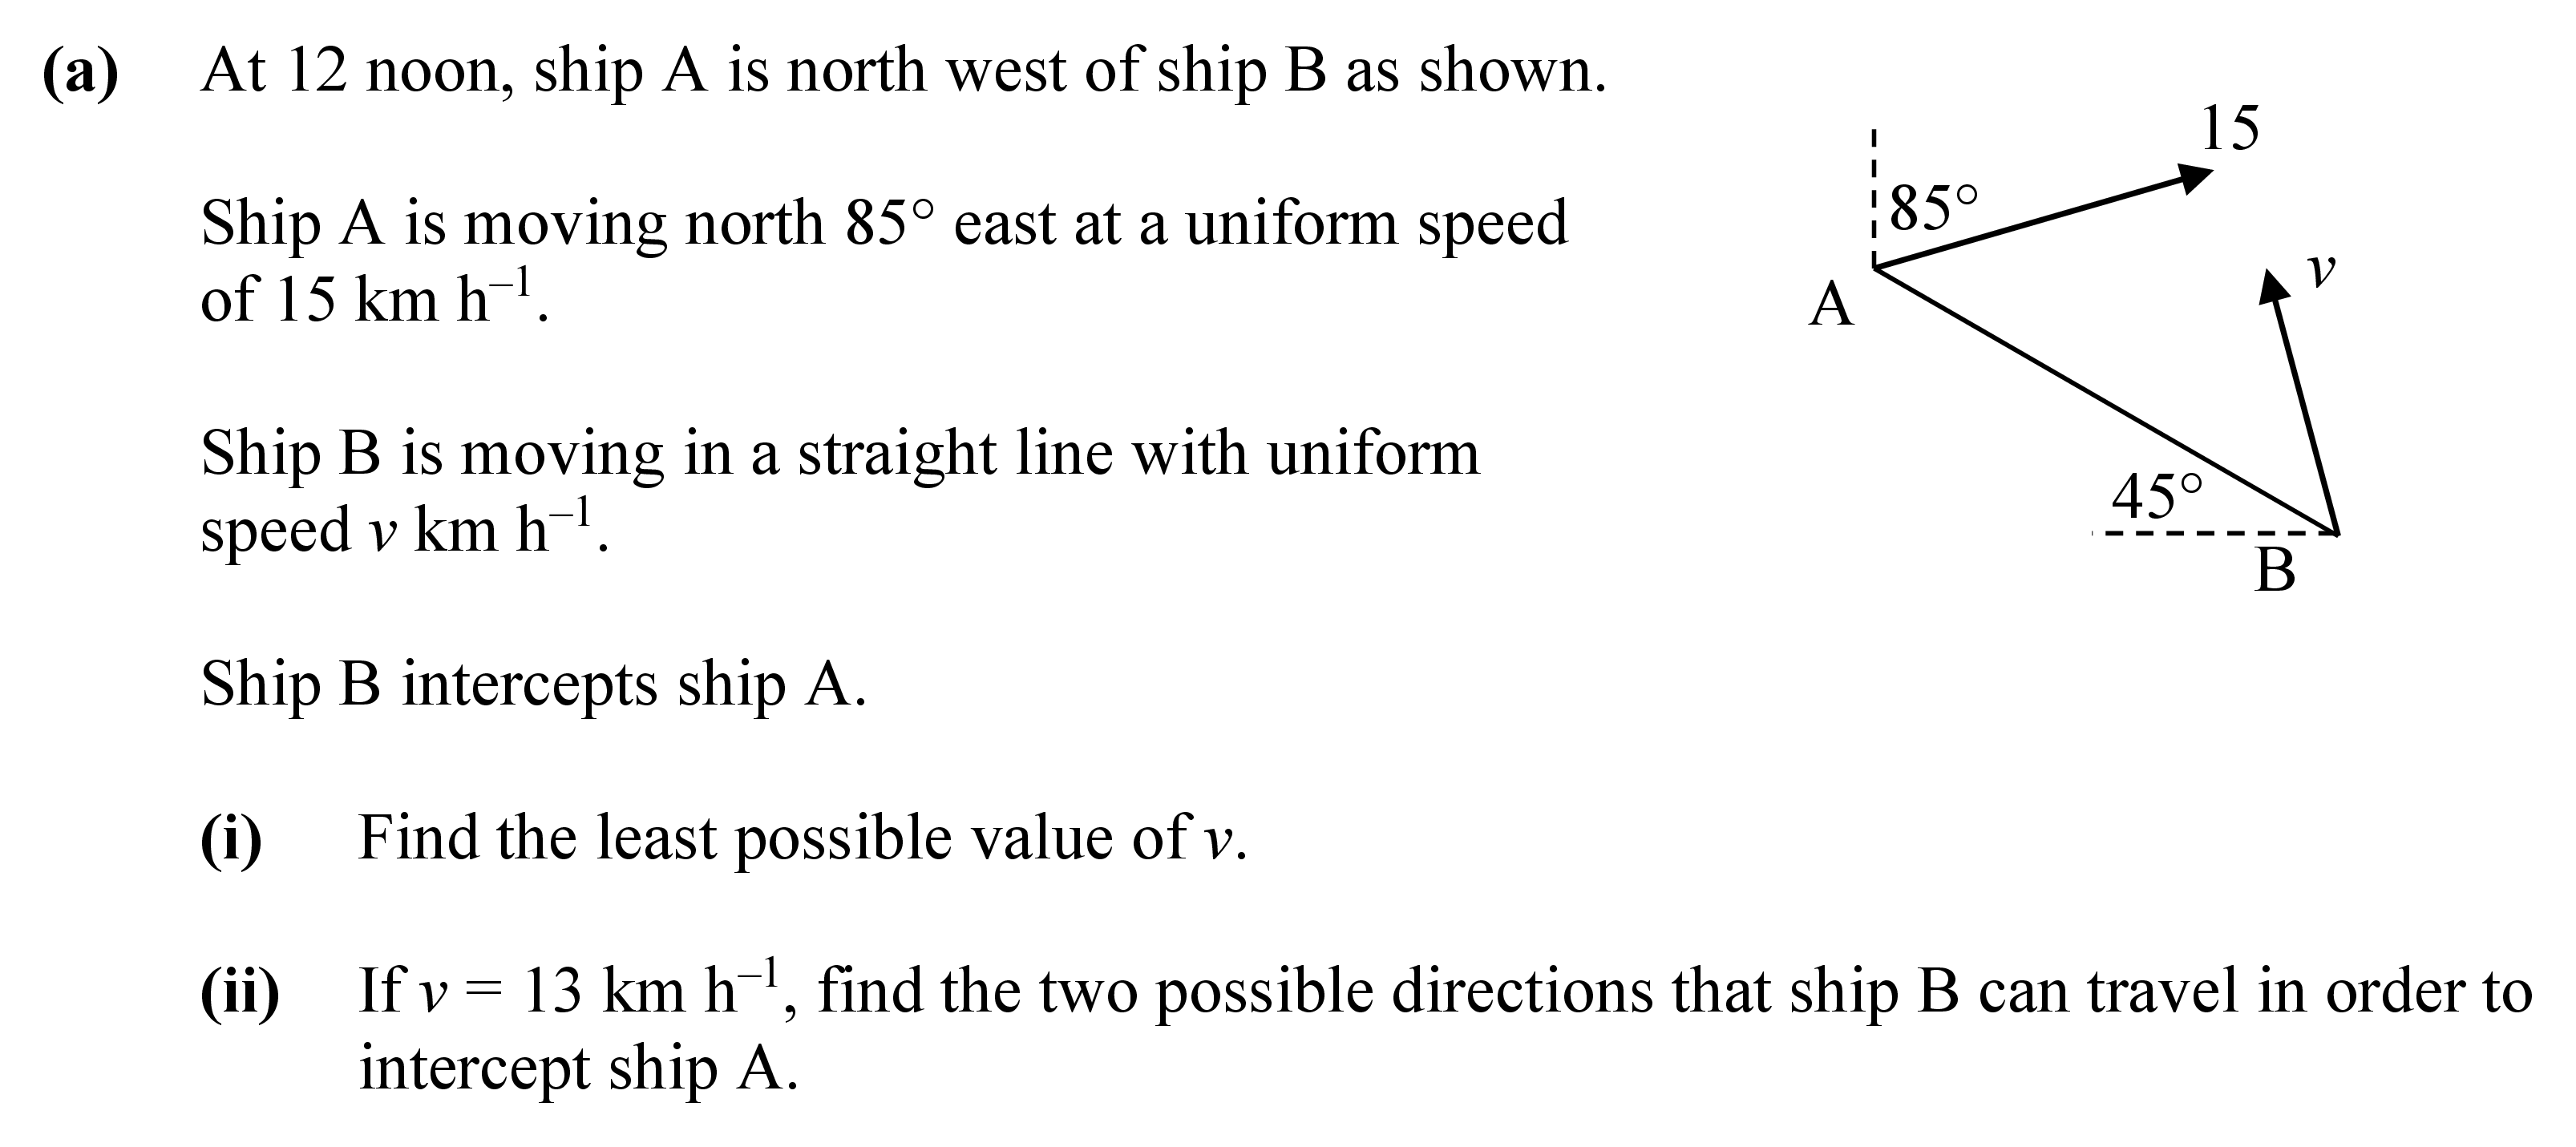 (a) At 12 noon, ship A is north west of ship B as shown.
15
85°
Ship A is moving north 85° east at a uniform speed
of 15 km h⁻¹.
v
A
Ship B is moving in a straight line with uniform
speed v km h⁻¹.
45°
B
Ship B intercepts ship A.
(i) Find the least possible value of v.
(ii) If v = 13 km h⁻¹, find the two possible directions that ship B can travel in order to
intercept ship A.